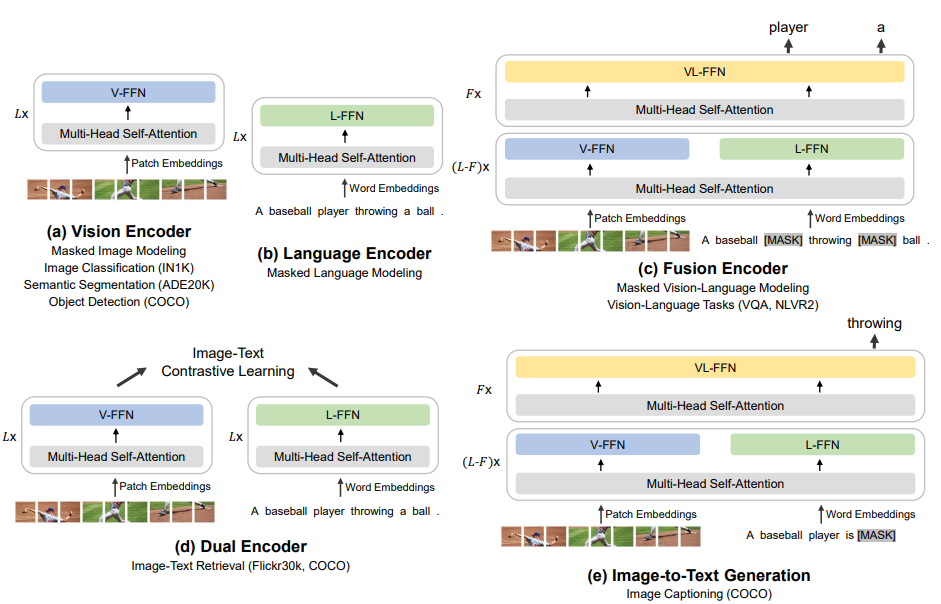 V-FFN
Lx
Multi-Head Self-Attention
Patch Embeddings
(a) Vision Encoder
Masked Image Modeling
Image Classification (IN1K)
Semantic Segmentation (ADE20K)
Object Detection (COCO)
L-FFN
Lx
Multi-Head Self-Attention
Word Embeddings
A baseball player throwing a ball .
(b) Language Encoder
Masked Language Modeling
player a
VL-FFN
Fx
Multi-Head Self-Attention
V-FFN L-FFN
(L-F)x
Multi-Head Self-Attention
Patch Embeddings Word Embeddings
A baseball [MASK] throwing [MASK] ball .
(c) Fusion Encoder
Masked Vision-Language Modeling
Vision-Language Tasks (VQA, NLVR2)
Image-Text
Contrastive Learning
V-FFN L-FFN
Lx Lx
Multi-Head Self-Attention Multi-Head Self-Attention
Patch Embeddings Word Embeddings
A baseball player throwing a ball .
(d) Dual Encoder
Image-Text Retrieval (Flickr30k, COCO)
throwing
VL-FFN
Fx
Multi-Head Self-Attention
V-FFN L-FFN
(L-F)x
Multi-Head Self-Attention
Patch Embeddings Word Embeddings
A baseball player is [MASK]
(e) Image-to-Text Generation
Image Captioning (COCO)